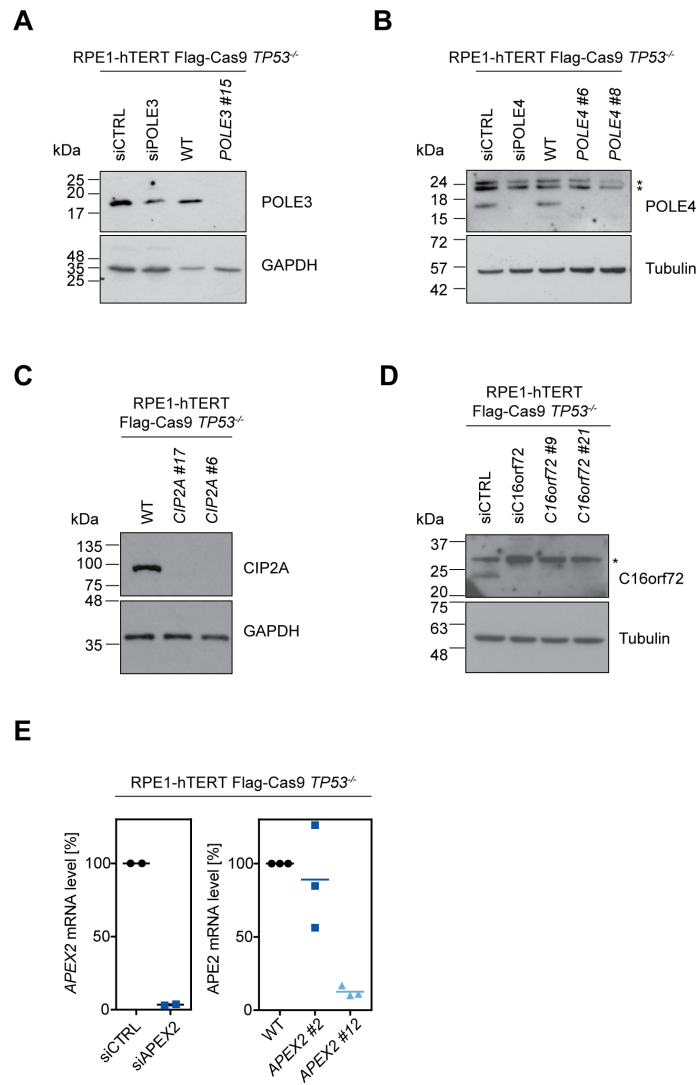 A
RPE1-hTERT Flag-Cas9 TP53-/-
siCTRL
siPOLE3
WT
POLE3 #15
kDa
25
20
17
POLE3
48
35
25
GAPDH
B
RPE1-hTERT Flag-Cas9 TP53-/-
siCTRL
siPOLE4
WT
POLE4 #6
POLE4 #8
kDa
24
18
15
*
*
POLE4
72
57
42
Tubulin
C
RPE1-hTERT
Flag-Cas9 TP53-/-
WT
CIP2A #17
CIP2A #6
kDa
135
100
75
CIP2A
48
35
GAPDH
D
RPE1-hTERT
Flag-Cas9 TP53-/-
siCTRL
siC16orf72
C16orf72 #9
C16orf72 #21
kDa
37
25
20
*
C16orf72
75
63
48
Tubulin
E
RPE1-hTERT Flag-Cas9 TP53-/-
APEX2 mRNA level [%]
100
50
0
siCTRL
siAPEX2
APE2 mRNA level [%]
100
50
0
WT
APEX2 #2
APEX2 #12